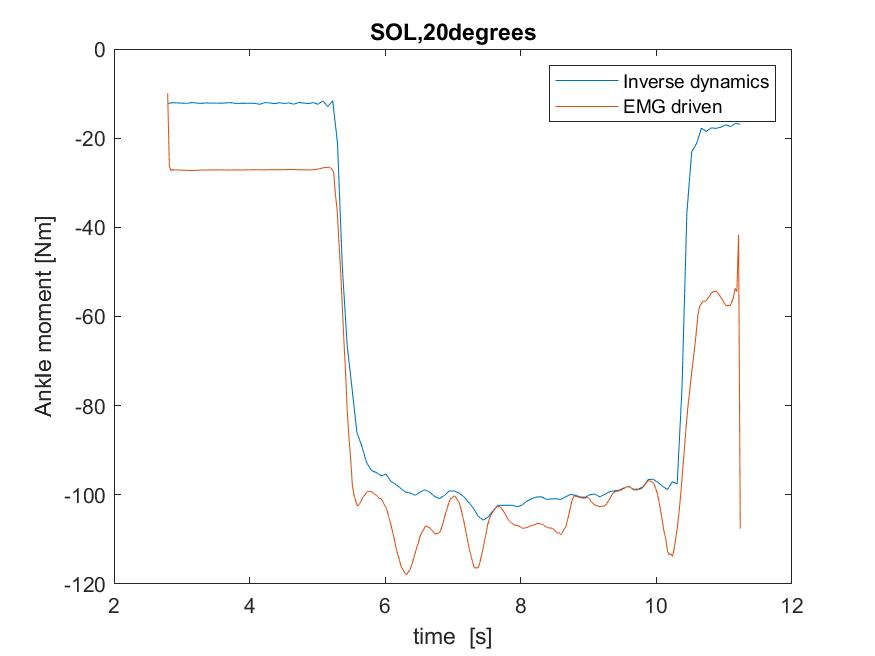 SOL,20degrees
Inverse dynamics
EMG driven
Ankle moment [Nm]
0
-20
-40
-60
-80
-100
-120
2 4 6 8 10 12
time [s]